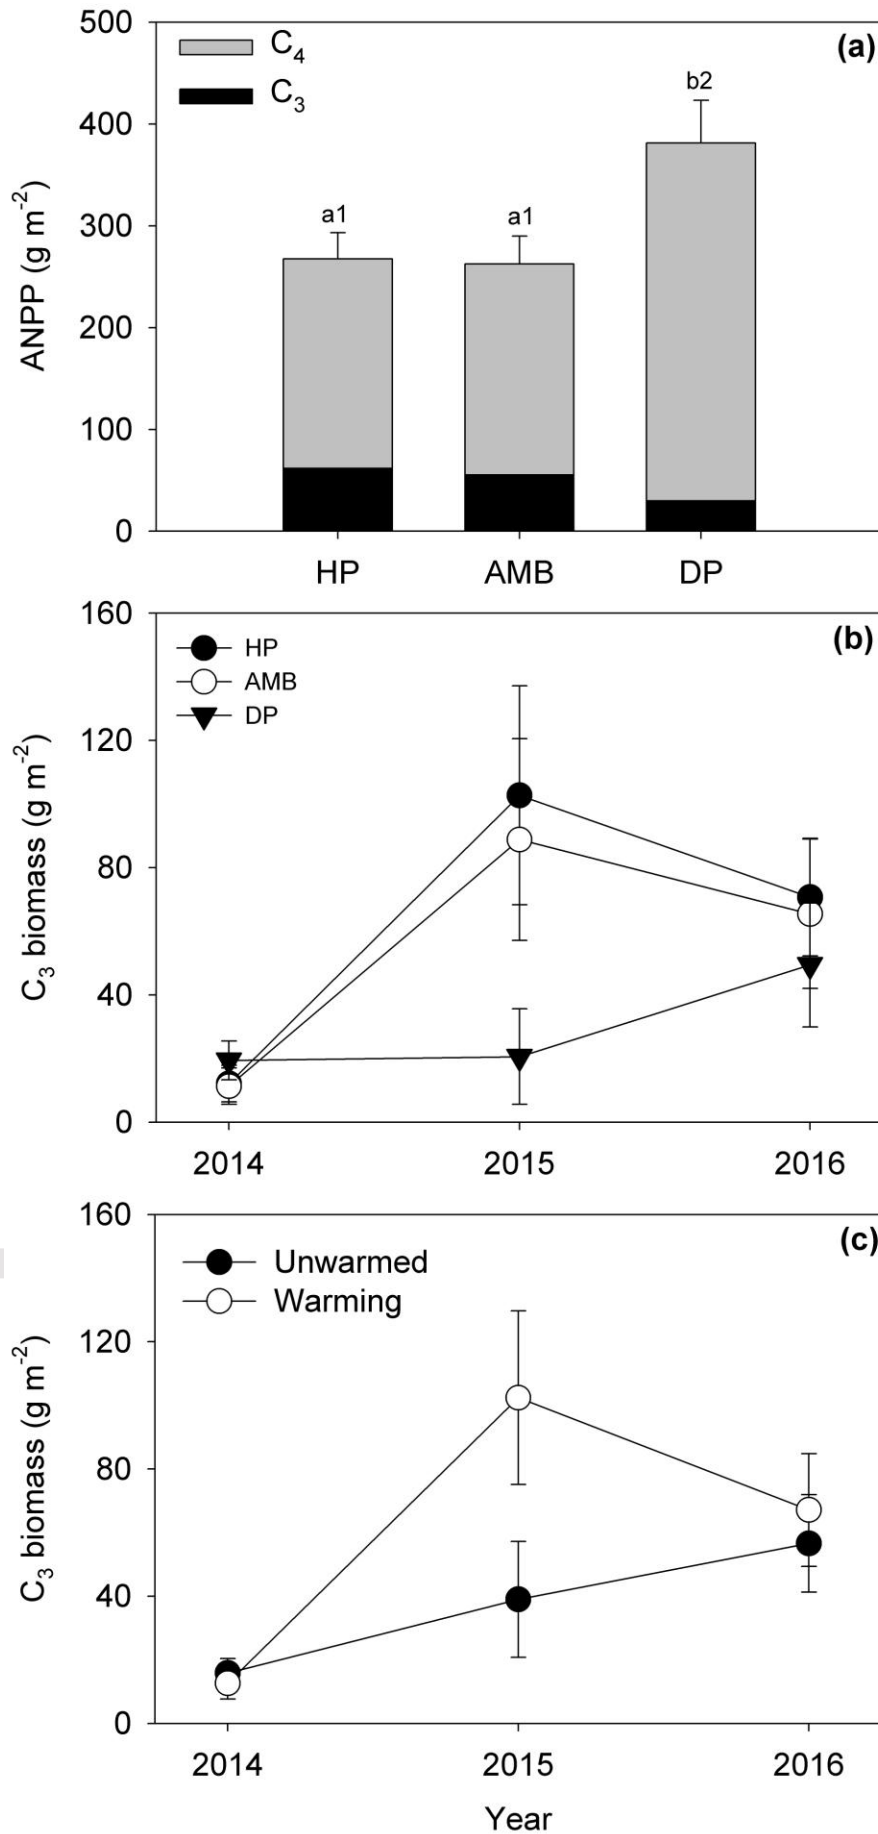 (a)
C4
C3
b2
a1
a1
500
400
300
200
100
0
ANPP (g m-2)
HP AMB DP
(b)
HP
AMB
DP
160
120
80
40
0
C3 biomass (g m-2)
2014 2015 2016
(c)
Unwarmed
Warming
160
120
80
40
0
C3 biomass (g m-2)
2014 2015 2016
Year